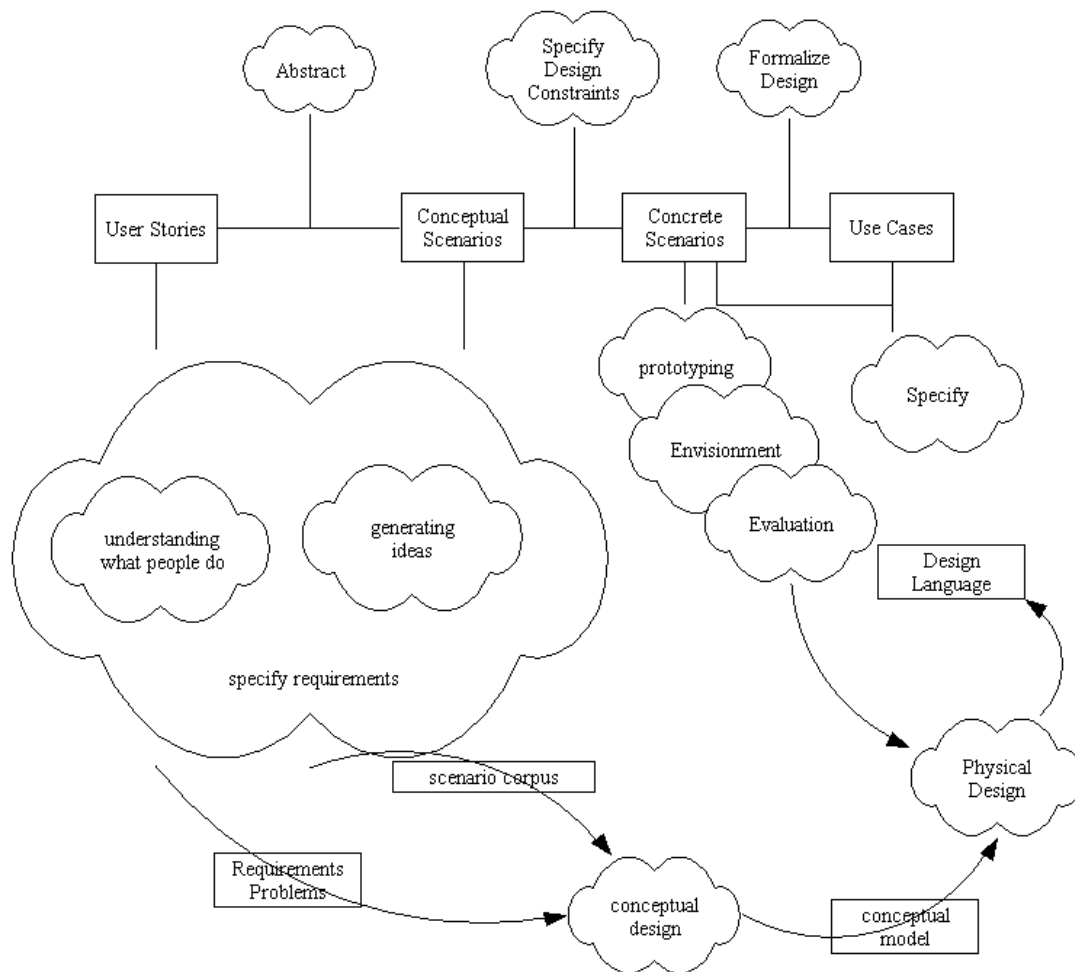 Abstract
Specify
Design
Constraints
Formalize
Design
User Stories
Conceptual
Scenarios
Concrete
Scenarios
Use Cases
prototyping
Specify
Envisionment
Evaluation
understanding
what people do
generating
ideas
specify requirements
Design
Language
scenario corpus
Physical
Design
Requirements
Problems
conceptual
design
conceptual
model